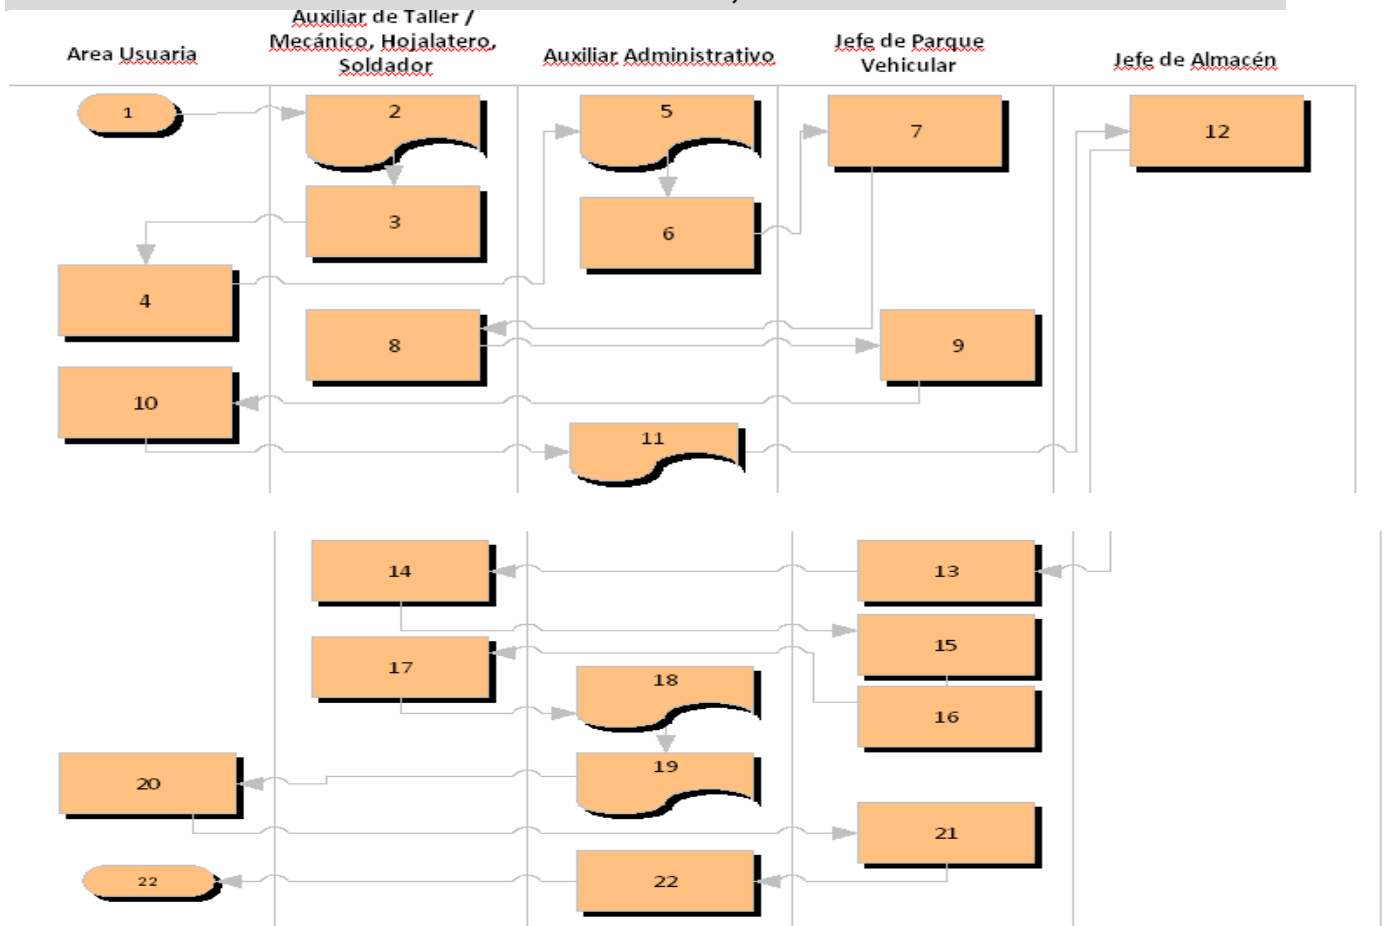 Area Usuaria
Auxiliar de Taller /
Mecánico, Hojalatero,
Soldador
Auxiliar Administrativo
Jefe de Parque
Vehicular
Jefe de Almacén
1
2
5
7
12
3
6
4
8
9
10
11
14
13
15
17
18
16
20
19
21
22
22